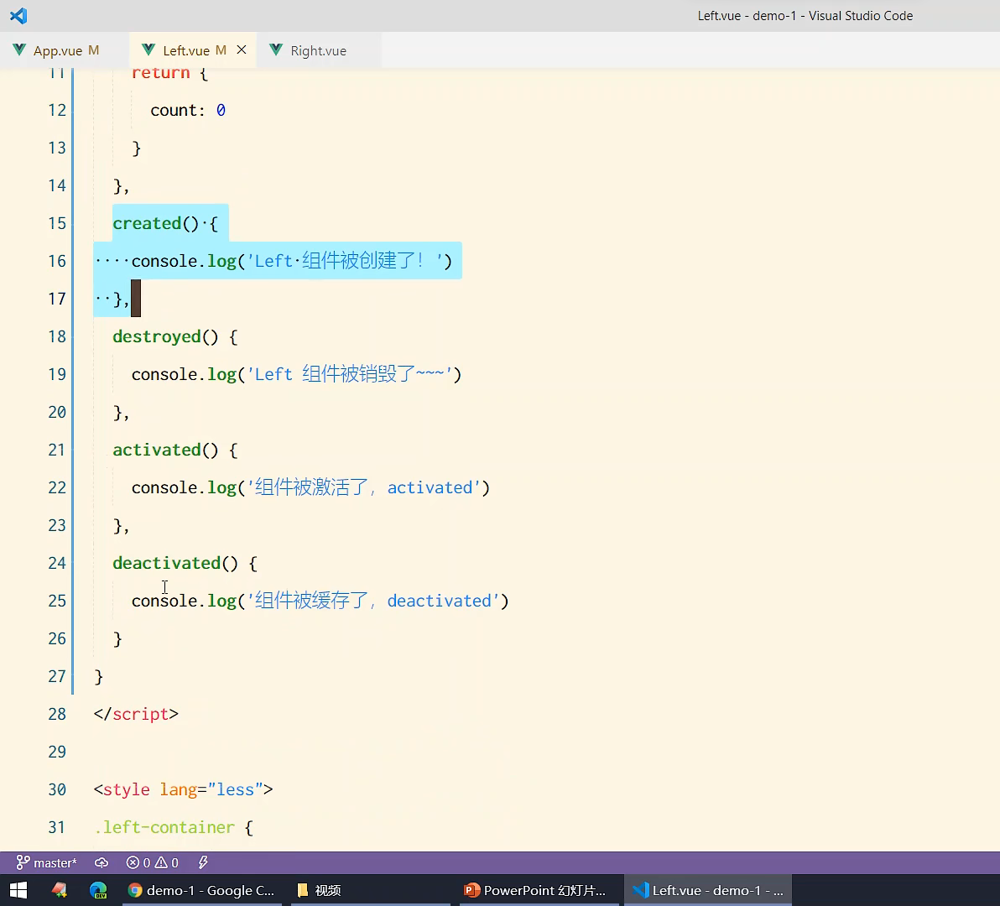 Left.vue - demo-1 - Visual Studio Code
App.vue M Left.vue M Right.vue
11 return {
12 count: 0
13 }
14 },
15 created() {
16 console.log('Left 组件被创建了！')
17 },
18 destroyed() {
19 console.log('Left 组件被销毁了~~~')
20 },
21 activated() {
22 console.log('组件被激活了，activated')
23 },
24 deactivated() {
25 console.log('组件被缓存了，deactivated')
26 }
27 }
28 </script>
29
30 <style lang="less">
31 .left-container {
master* 0 0
DEV demo-1 - Google C... 视频 PowerPoint 幻灯片... Left.vue - demo-1 - ...